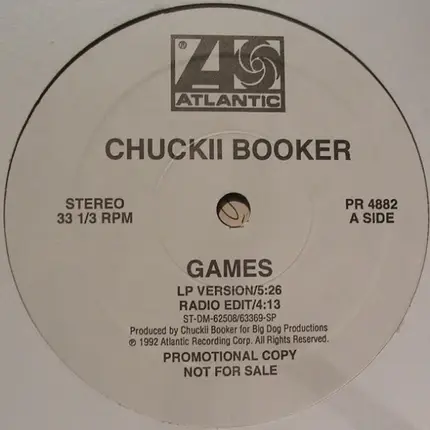 ®
ATLANTIC
CHUCKII BOOKER
STEREO
33 1/3 RPM
PR 4882
A SIDE
GAMES
LP VERSION/5:26
RADIO EDIT/4:13
ST-DM-62508/63369-SP
Produced by Chuckii Booker for Big Dog Productions
℗ 1992 Atlantic Recording Corp. All Rights Reserved.
PROMOTIONAL COPY
NOT FOR SALE